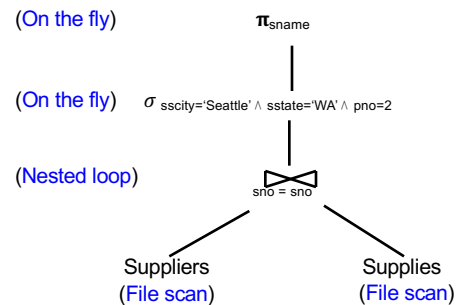 (On the fly) π sname
(On the fly) σ sscity=‘Seattle’ ∧ sstate=‘WA’ ∧ pno=2
(Nested loop)
sno = sno
Suppliers Supplies
(File scan) (File scan)